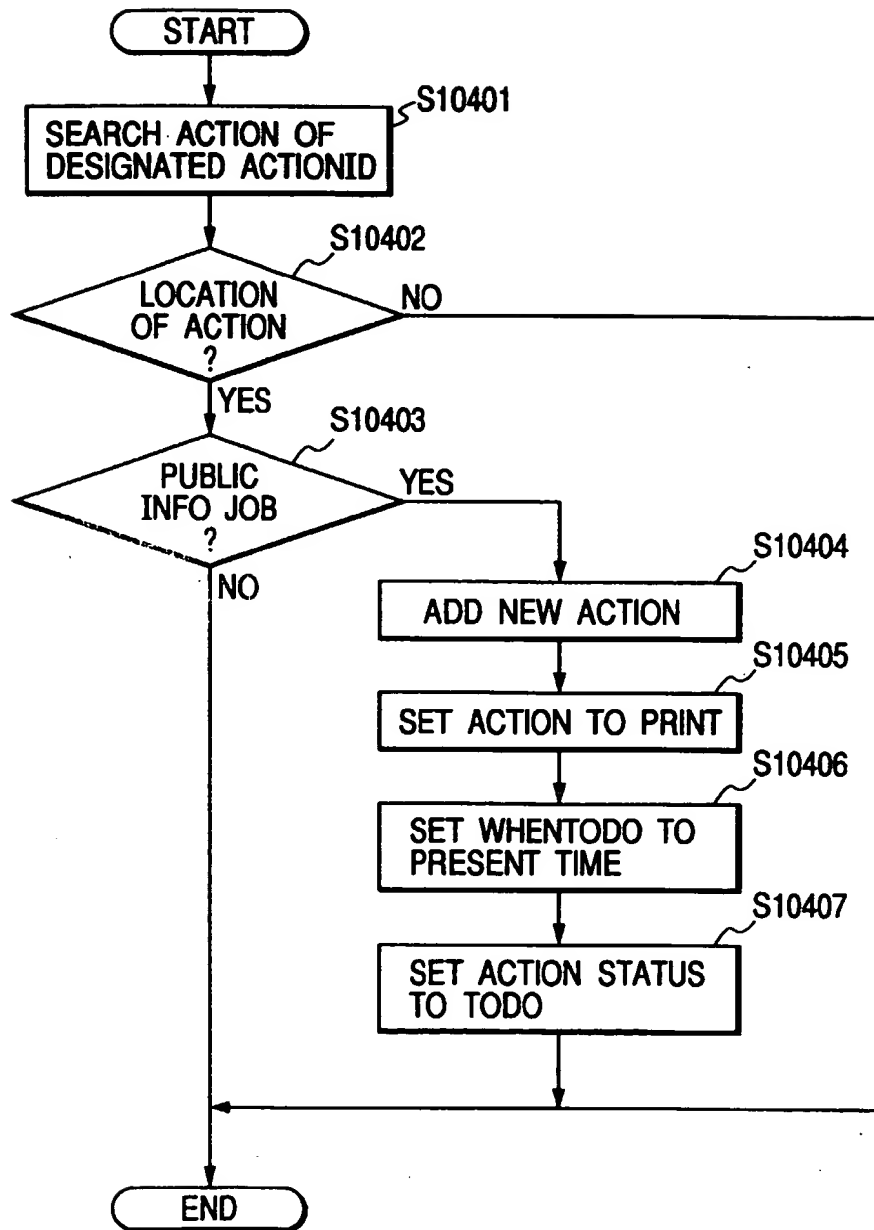 START
S10401
SEARCH ACTION OF
DESIGNATED ACTIONID
S10402
LOCATION
OF ACTION
?
NO
YES
S10403
PUBLIC
INFO JOB
?
YES
NO
S10404
ADD NEW ACTION
S10405
SET ACTION TO PRINT
S10406
SET WHENTODO TO
PRESENT TIME
S10407
SET ACTION STATUS
TO TODO
END